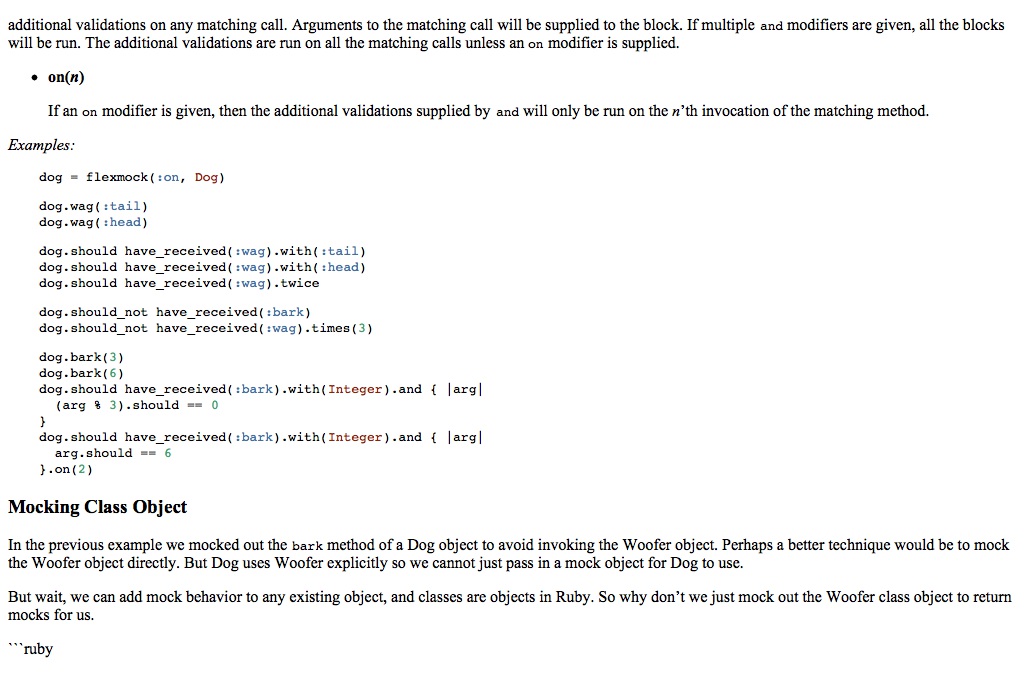 additional validations on any matching call. Arguments to the matching call will be supplied to the block. If multiple and modifiers are given, all the blocks
will be run. The additional validations are run on all the matching calls unless an on modifier is supplied.
• on(n)
If an on modifier is given, then the additional validations supplied by and will only be run on the n’th invocation of the matching method.
Examples:
dog = flexmock(:on, Dog)
dog.wag(:tail)
dog.wag(:head)
dog.should have_received(:wag).with(:tail)
dog.should have_received(:wag).with(:head)
dog.should have_received(:wag).twice
dog.should_not have_received(:bark)
dog.should_not have_received(:wag).times(3)
dog.bark(3)
dog.bark(6)
dog.should have_received(:bark).with(Integer).and { |arg|
  (arg % 3).should == 0
}
dog.should have_received(:bark).with(Integer).and { |arg|
  arg.should == 6
}.on(2)
Mocking Class Object
In the previous example we mocked out the bark method of a Dog object to avoid invoking the Woofer object. Perhaps a better technique would be to mock
the Woofer object directly. But Dog uses Woofer explicitly so we cannot just pass in a mock object for Dog to use.
But wait, we can add mock behavior to any existing object, and classes are objects in Ruby. So why don’t we just mock out the Woofer class object to return
mocks for us.
```ruby